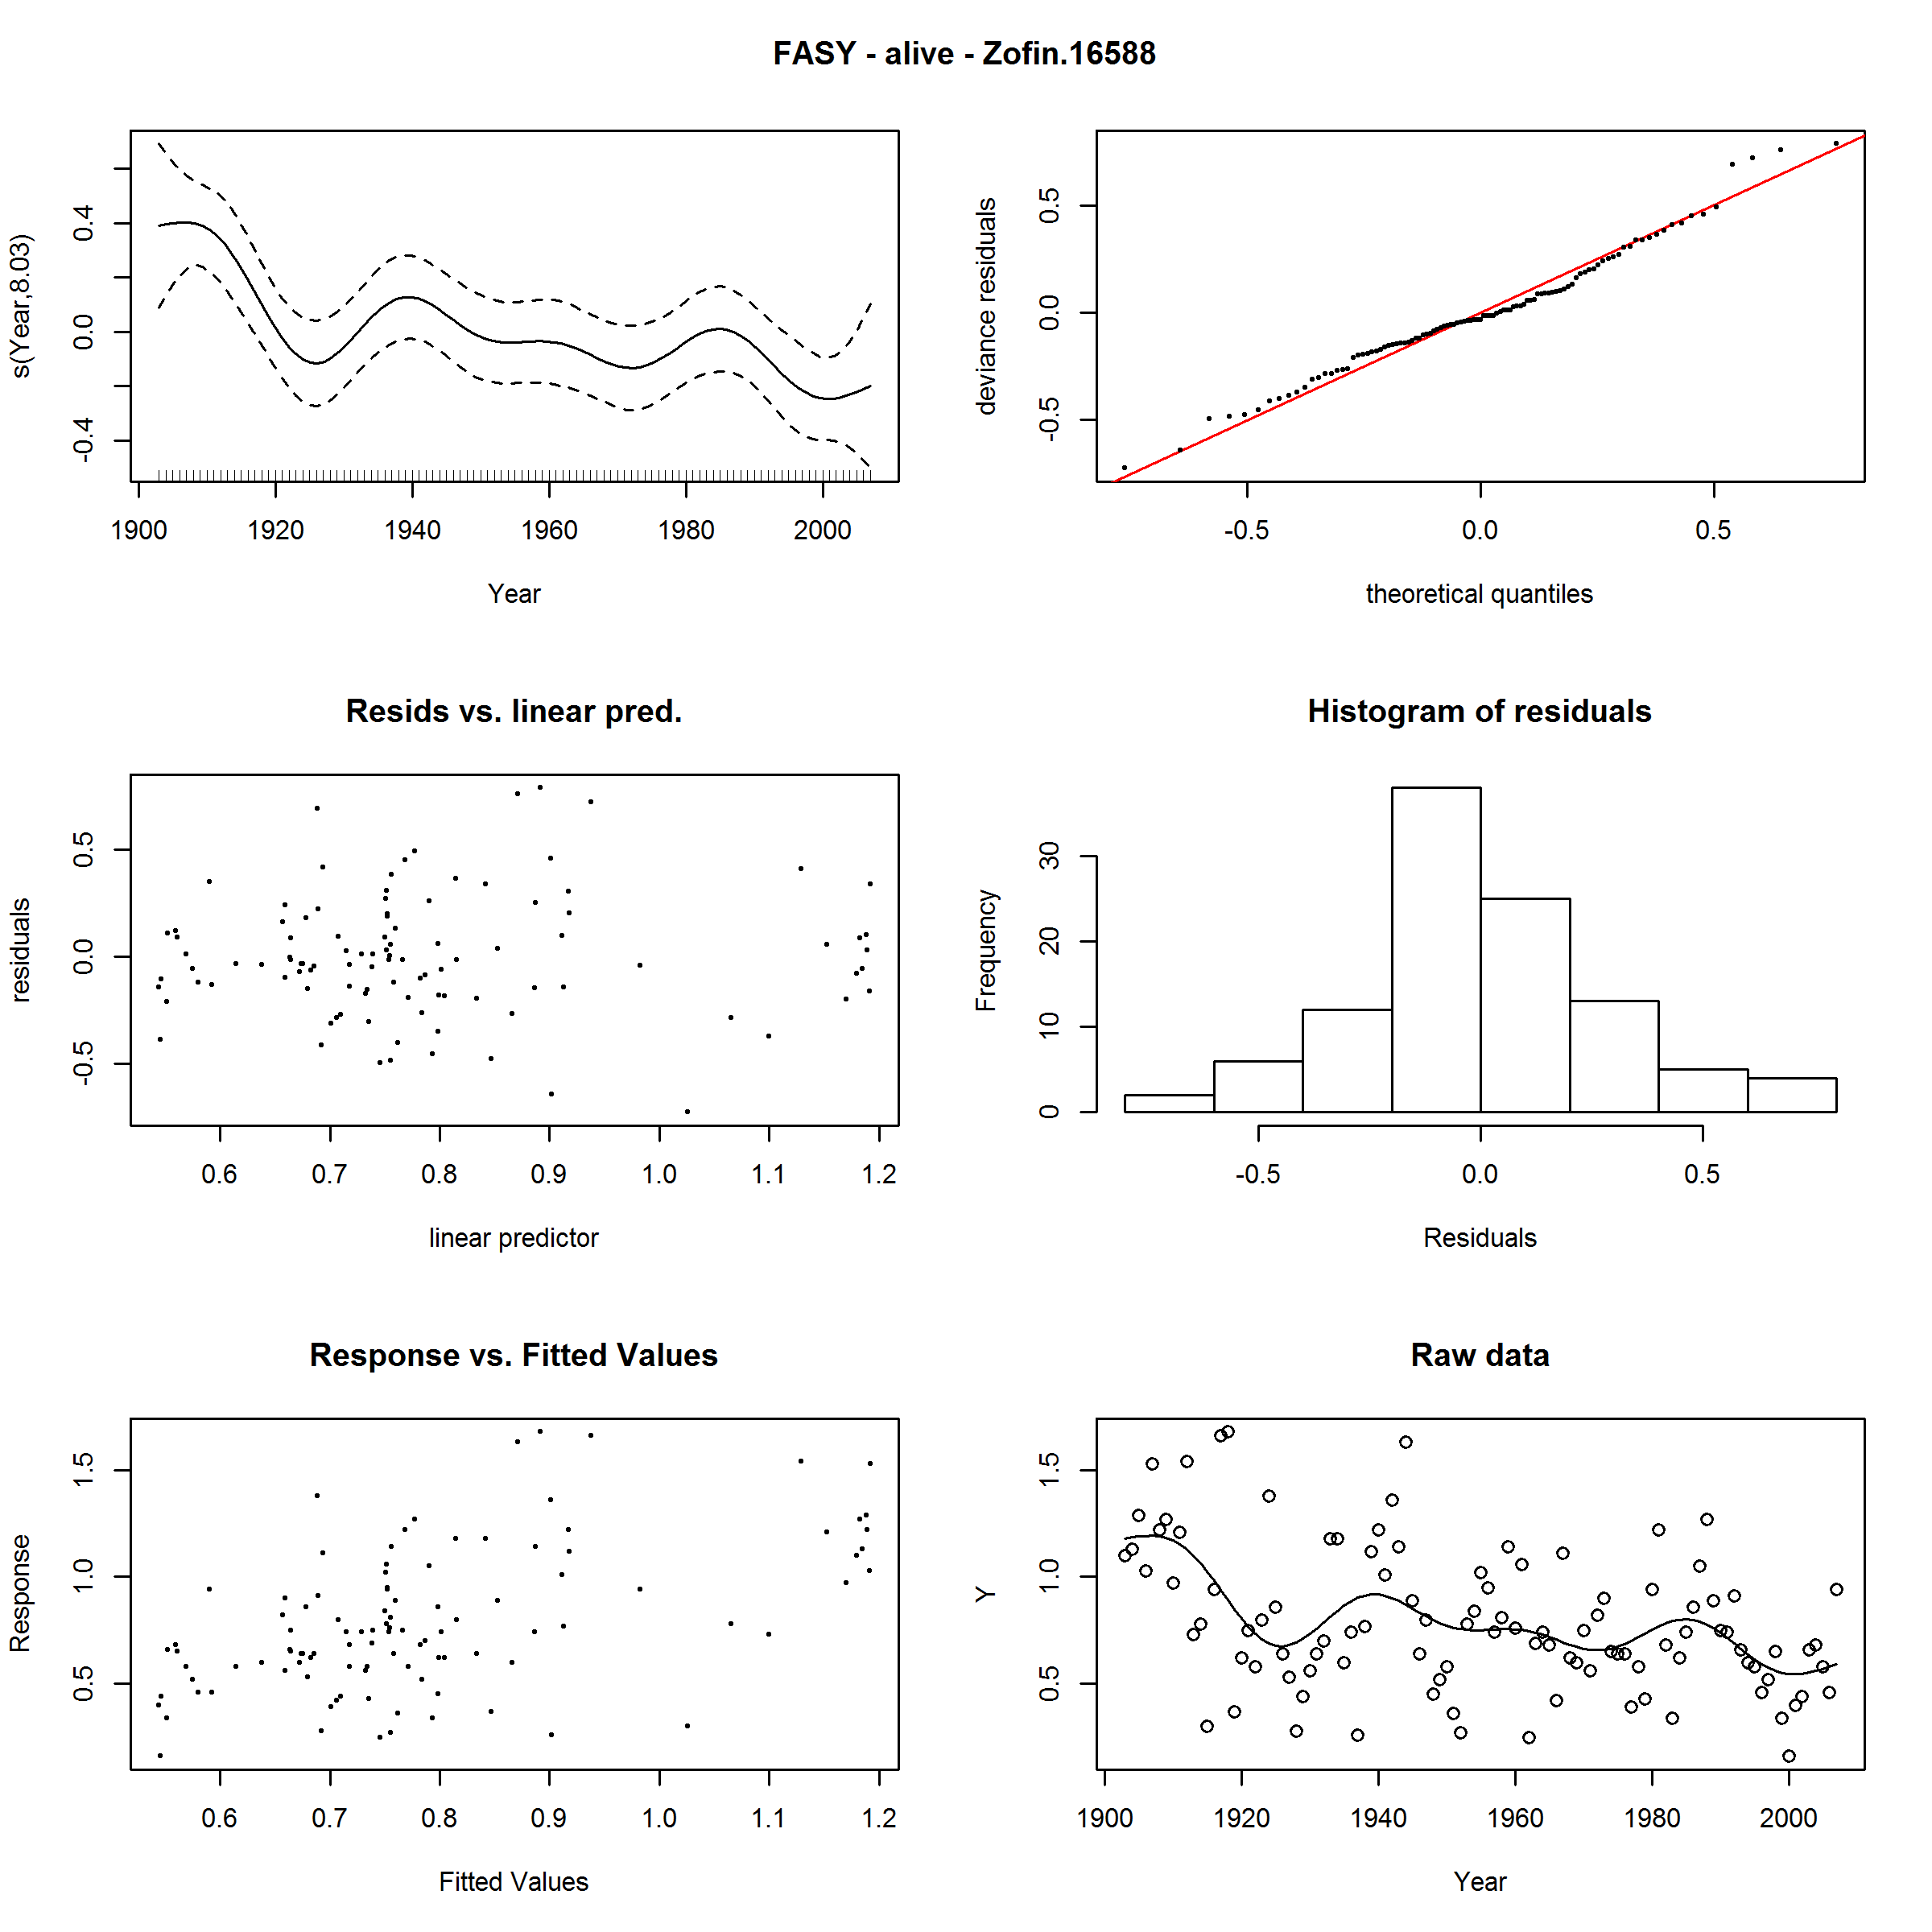 FASY - alive - Zofin.16588
s(Year,8.03)
-0.4 0.0 0.4
1900 1920 1940 1960 1980 2000
Year
deviance residuals
-0.5 0.0 0.5
-0.5 0.0 0.5
theoretical quantiles
Resids vs. linear pred.
residuals
-0.5 0.0 0.5
0.6 0.7 0.8 0.9 1.0 1.1 1.2
linear predictor
Histogram of residuals
Frequency
0 10 20 30
-0.5 0.0 0.5
Residuals
Response vs. Fitted Values
Response
0.5 1.0 1.5
0.6 0.7 0.8 0.9 1.0 1.1 1.2
Fitted Values
Raw data
Y
0.5 1.0 1.5
1900 1920 1940 1960 1980 2000
Year